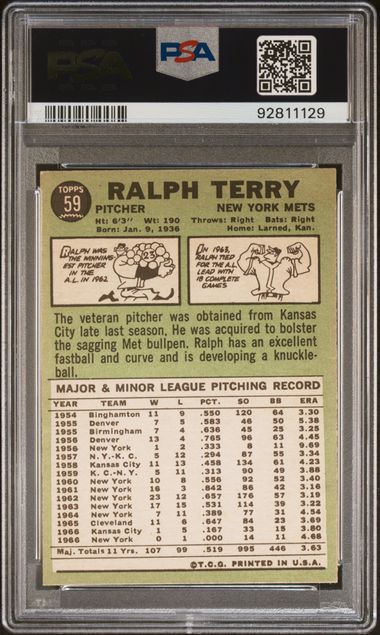 PSA
PSA
92811129
TOPPS
59
RALPH TERRY
PITCHER NEW YORK METS
Ht: 6'3" Wt: 190 Throws: Right Bats: Right
Born: Jan. 9, 1936 Home: Larned, Kan.
RALPH WAS
THE WINNING-
EST PITCHER
IN THE
A.L. IN 1962
23
IN 1963,
RALPH TIED
FOR THE A.L.
LEAD WITH
18 COMPLETE
GAMES
The veteran pitcher was obtained from Kansas
City late last season. He was acquired to bolster
the sagging Met bullpen. Ralph has an excellent
fastball and curve and is developing a knuckle-
ball.
MAJOR & MINOR LEAGUE PITCHING RECORD
YEAR TEAM W L PCT. SO BB ERA
1954 Binghamton 11 9 .550 120 64 3.30
1955 Denver 7 5 .583 46 50 5.38
1955 Birmingham 7 4 .636 45 25 3.25
1956 Denver 13 4 .765 96 63 4.45
1956 New York 1 2 .333 8 11 9.69
1957 N.Y.-K.C. 5 12 .294 87 55 3.34
1958 Kansas City 11 13 .458 134 61 4.23
1959 K.C.-N.Y. 5 11 .313 90 49 3.88
1960 New York 10 8 .556 92 52 3.40
1961 New York 16 3 .842 86 42 3.16
1962 New York 23 12 .657 176 57 3.19
1963 New York 17 15 .531 114 39 3.22
1964 New York 7 11 .388 77 31 4.54
1965 Cleveland 11 6 .647 84 23 3.69
1966 Kansas City 1 5 .167 33 15 3.80
1966 New York 0 1 .000 14 11 4.68
Maj. Totals 11 Yrs. 107 99 .519 995 446 3.63
©T.C.G. PRINTED IN U.S.A.